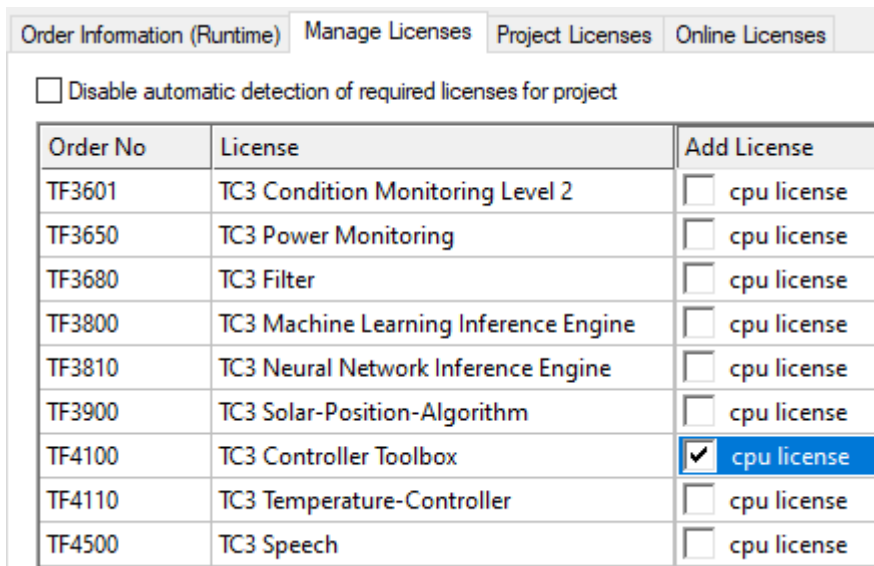 Order Information (Runtime) Manage Licenses Project Licenses Online Licenses
Disable automatic detection of required licenses for project
Order No License Add License
TF3601 TC3 Condition Monitoring Level 2 cpu license
TF3650 TC3 Power Monitoring cpu license
TF3680 TC3 Filter cpu license
TF3800 TC3 Machine Learning Inference Engine cpu license
TF3810 TC3 Neural Network Inference Engine cpu license
TF3900 TC3 Solar-Position-Algorithm cpu license
TF4100 TC3 Controller Toolbox cpu license
TF4110 TC3 Temperature-Controller cpu license
TF4500 TC3 Speech cpu license